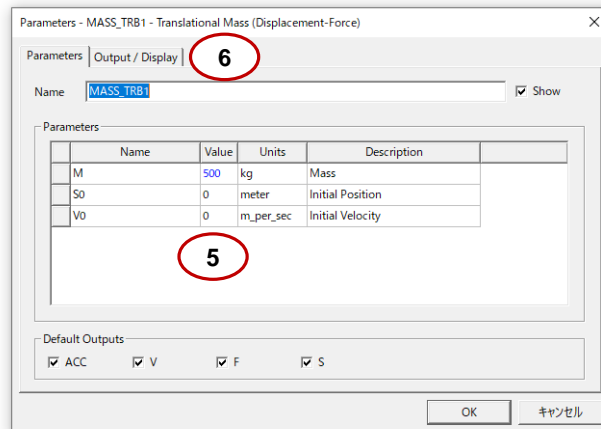 Parameters - MASS_TRB1 - Translational Mass (Displacement-Force)
Parameters Output / Display 6
Name MASS_TRB1 Show
Parameters
Name Value Units Description
M 500 kg Mass
S0 0 meter Initial Position
V0 0 m_per_sec Initial Velocity
5
Default Outputs
ACC V F S
OK キャンセル